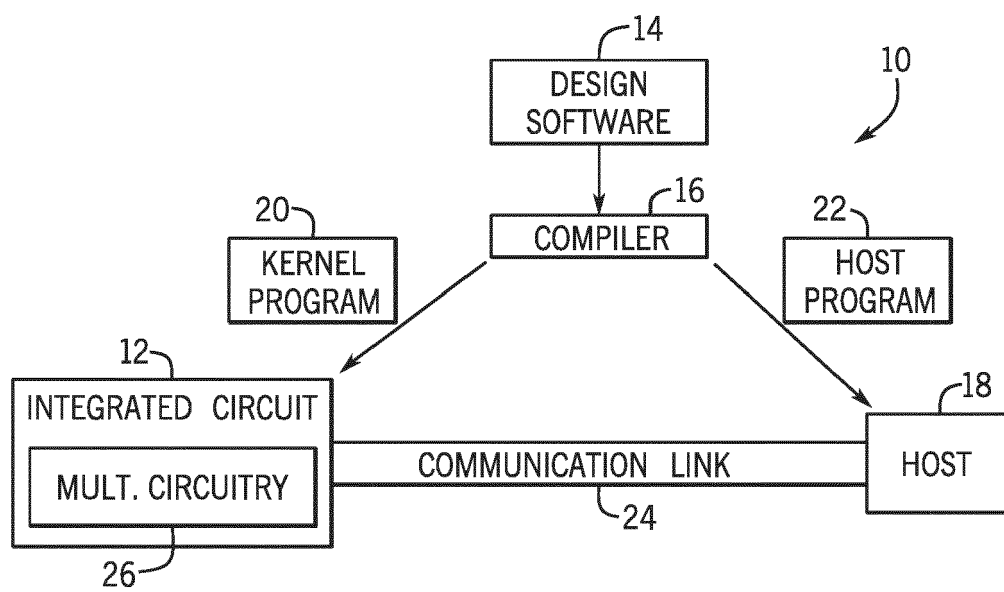 14
DESIGN
SOFTWARE
10
16
COMPILER
20
KERNEL
PROGRAM
22
HOST
PROGRAM
12
INTEGRATED CIRCUIT
MULT. CIRCUITRY
26
COMMUNICATION LINK
24
18
HOST